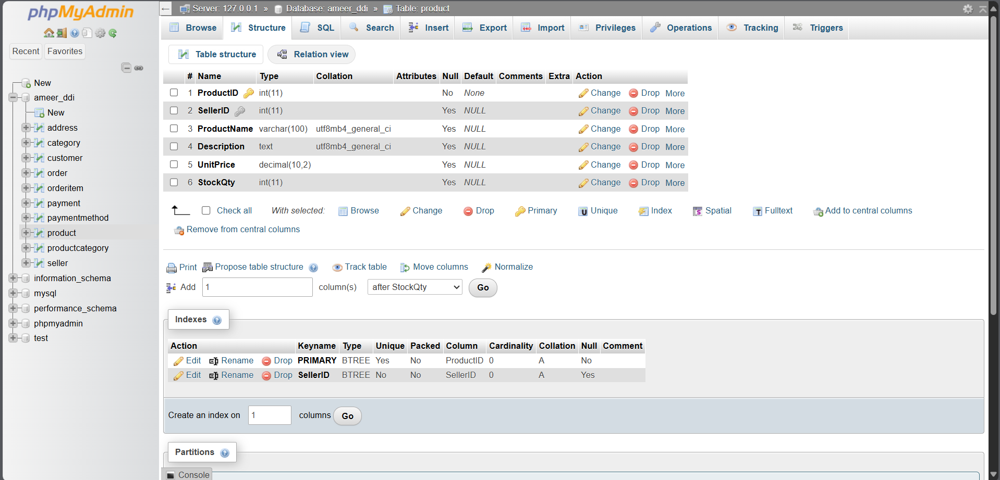 phpMyAdmin
Recent Favorites
New
ameer_ddi
New
address
category
customer
order
orderitem
payment
paymentmethod
product
productcategory
seller
information_schema
mysql
performance_schema
phpmyadmin
test
← Server: 127.0.0.1 » Database: ameer_ddi » Table: product
Browse Structure SQL Search Insert Export Import Privileges Operations Tracking Triggers
Table structure Relation view
# Name Type Collation Attributes Null Default Comments Extra Action
1 ProductID int(11) No None Change Drop More
2 SellerID int(11) Yes NULL Change Drop More
3 ProductName varchar(100) utf8mb4_general_ci Yes NULL Change Drop More
4 Description text utf8mb4_general_ci Yes NULL Change Drop More
5 UnitPrice decimal(10,2) Yes NULL Change Drop More
6 StockQty int(11) Yes NULL Change Drop More
Check all With selected: Browse Change Drop Primary Unique Index Spatial Fulltext Add to central columns
Remove from central columns
Print Propose table structure Track table Move columns Normalize
Add 1 column(s) after StockQty Go
Indexes
Action Keyname Type Unique Packed Column Cardinality Collation Null Comment
Edit Rename Drop PRIMARY BTREE Yes No ProductID 0 A No
Edit Rename Drop SellerID BTREE No No SellerID 0 A Yes
Create an index on 1 columns Go
Partitions
Console